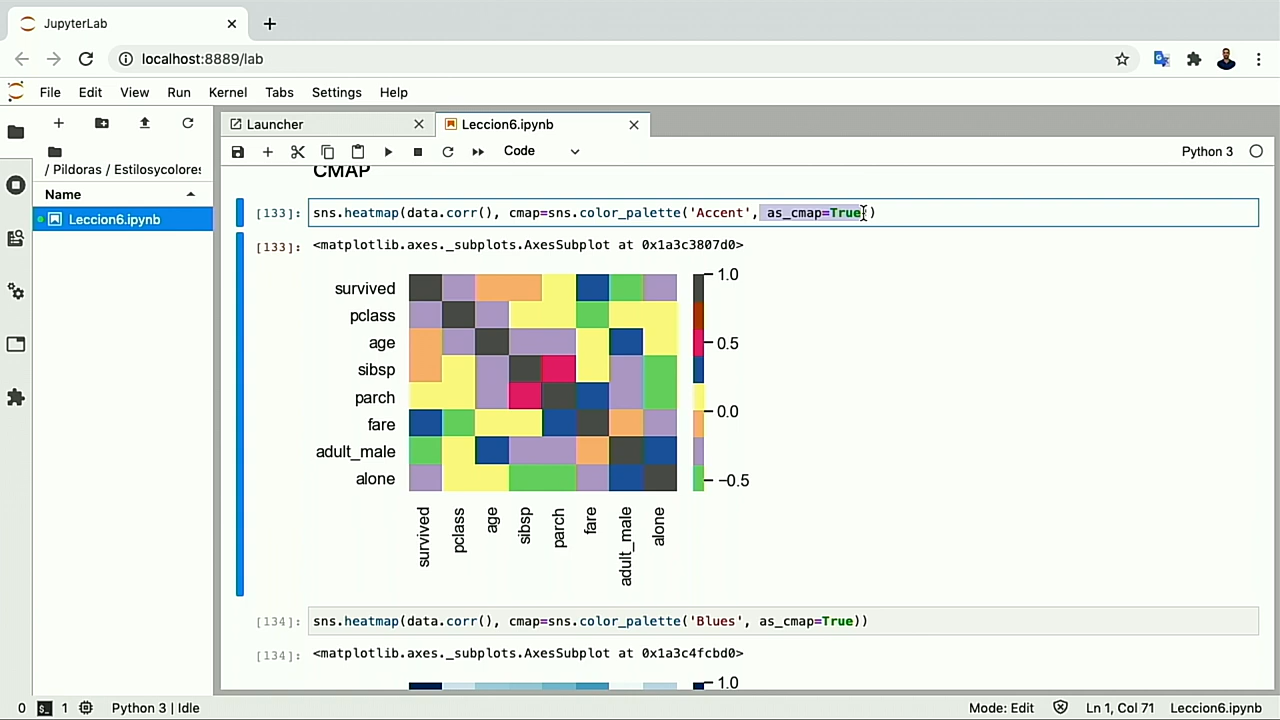 JupyterLab
localhost:8889/lab
File Edit View Run Kernel Tabs Settings Help
Launcher Leccion6.ipynb
Code Python 3
/ Pildoras / Estilosycolores
Name
Leccion6.ipynb
CMAP
[133]: sns.heatmap(data.corr(), cmap=sns.color_palette('Accent', as_cmap=True))
[133]: <matplotlib.axes._subplots.AxesSubplot at 0x1a3c3807d0>
survived
pclass
age
sibsp
parch
fare
adult_male
alone
1.0
0.5
0.0
−0.5
survived
pclass
age
sibsp
parch
fare
adult_male
alone
[134]: sns.heatmap(data.corr(), cmap=sns.color_palette('Blues', as_cmap=True))
[134]: <matplotlib.axes._subplots.AxesSubplot at 0x1a3c4fcbd0>
1.0
0 $_ 1 Python 3 | Idle Mode: Edit Ln 1, Col 71 Leccion6.ipynb